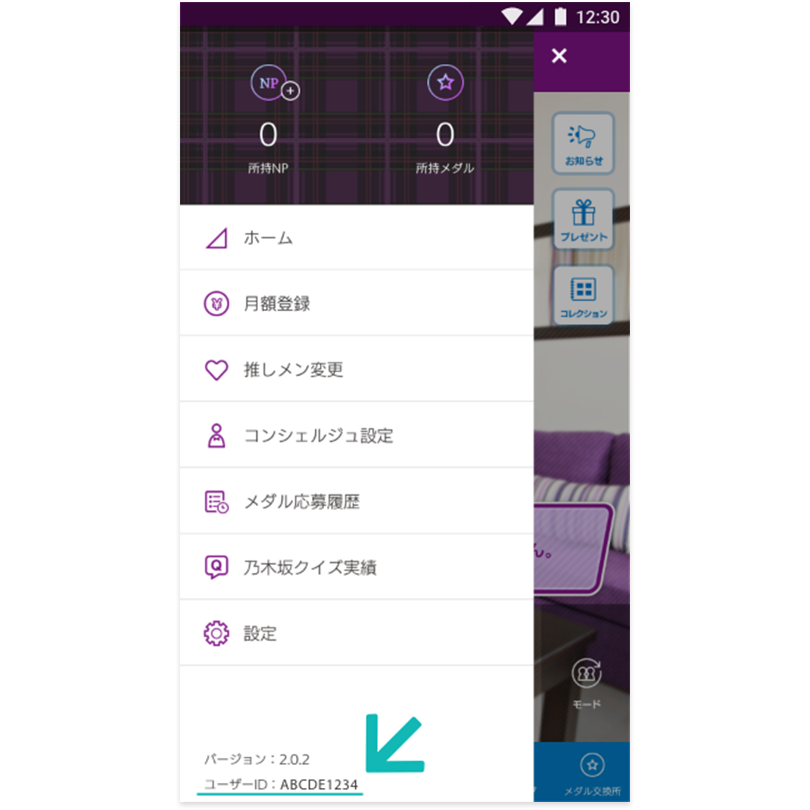 12:30
NP
0
所持NP
0
所持メダル
お知らせ
プレゼント
コレクション
ホーム
月額登録
推しメン変更
コンシェルジュ設定
メダル応募履歴
Q
乃木坂クイズ実績
設定
ん。
モード
メダル交換所
バージョン：2.0.2
ユーザーID：ABCDE1234